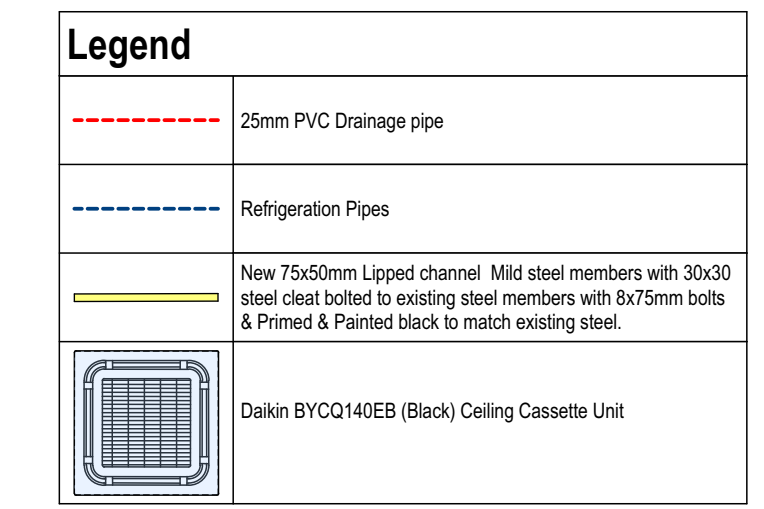 Legend
25mm PVC Drainage pipe
Refrigeration Pipes
New 75x50mm Lipped channel  Mild steel members with 30x30
steel cleat bolted to existing steel members with 8x75mm bolts
& Primed & Painted black to match existing steel.
Daikin BYCQ140EB (Black) Ceiling Cassette Unit